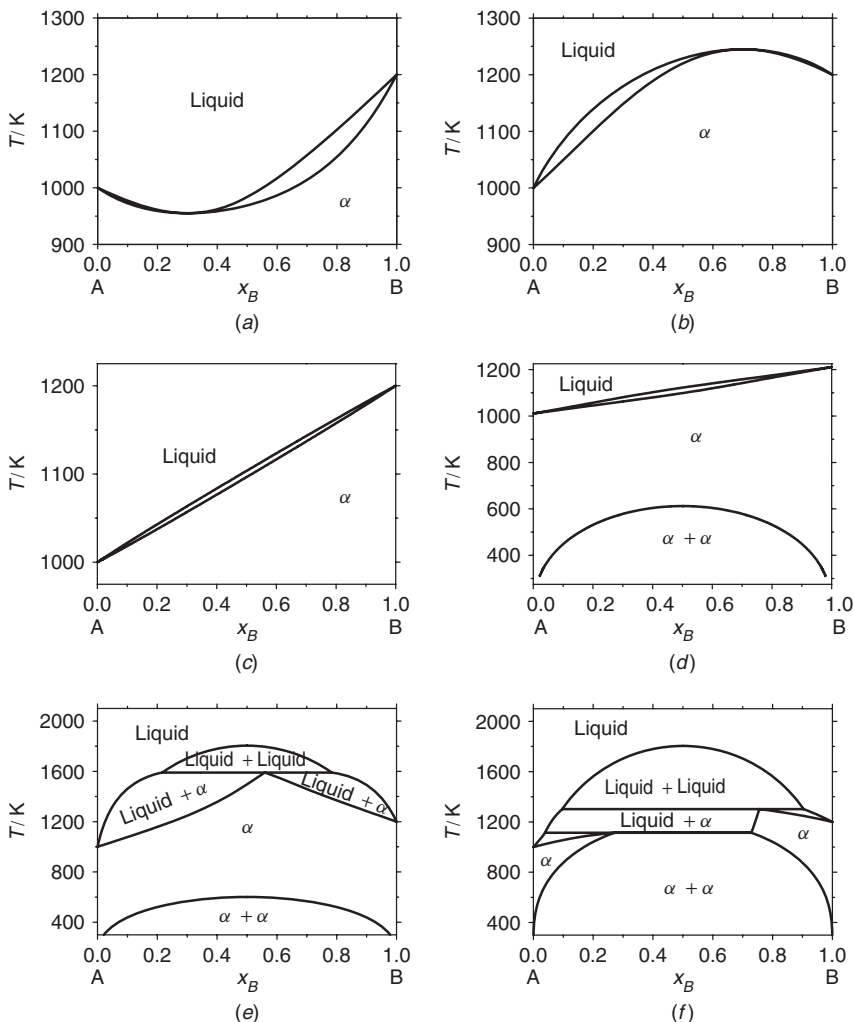 1300
1200
1100
1000
900
T/ K
Liquid
α
0.0 0.2 0.4 0.6 0.8 1.0
A x_B B
(a)
1300
1200
1100
1000
900
T/ K
Liquid
α
0.0 0.2 0.4 0.6 0.8 1.0
A x_B B
(b)
1200
1100
1000
T/ K
Liquid
α
0.0 0.2 0.4 0.6 0.8 1.0
A x_B B
(c)
1200
1000
800
600
400
T/ K
Liquid
α
α + α
0.0 0.2 0.4 0.6 0.8 1.0
A x_B B
(d)
2000
1600
1200
800
400
T/ K
Liquid
Liquid + Liquid
Liquid + α
Liquid + α
α
α + α
0.0 0.2 0.4 0.6 0.8 1.0
A x_B B
(e)
2000
1600
1200
800
400
T/ K
Liquid
Liquid + Liquid
Liquid + α
α
α
α + α
0.0 0.2 0.4 0.6 0.8 1.0
A x_B B
(f)